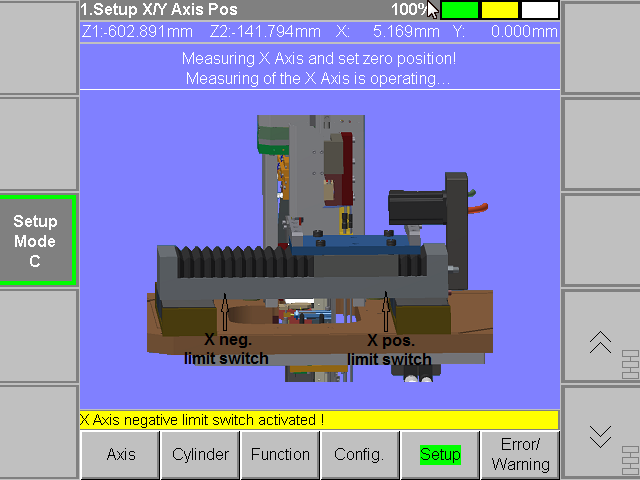 1.Setup X/Y Axis Pos 100%
Z1:-602.891mm Z2:-141.794mm X: 5.169mm Y: 0.000mm
Measuring X Axis and set zero position!
Measuring of the X Axis is operating...
Setup
Mode
C
X neg.
limit switch
X pos.
limit switch
X Axis negative limit switch activated !
Axis
Cylinder
Function
Config.
Setup
Error/
Warning